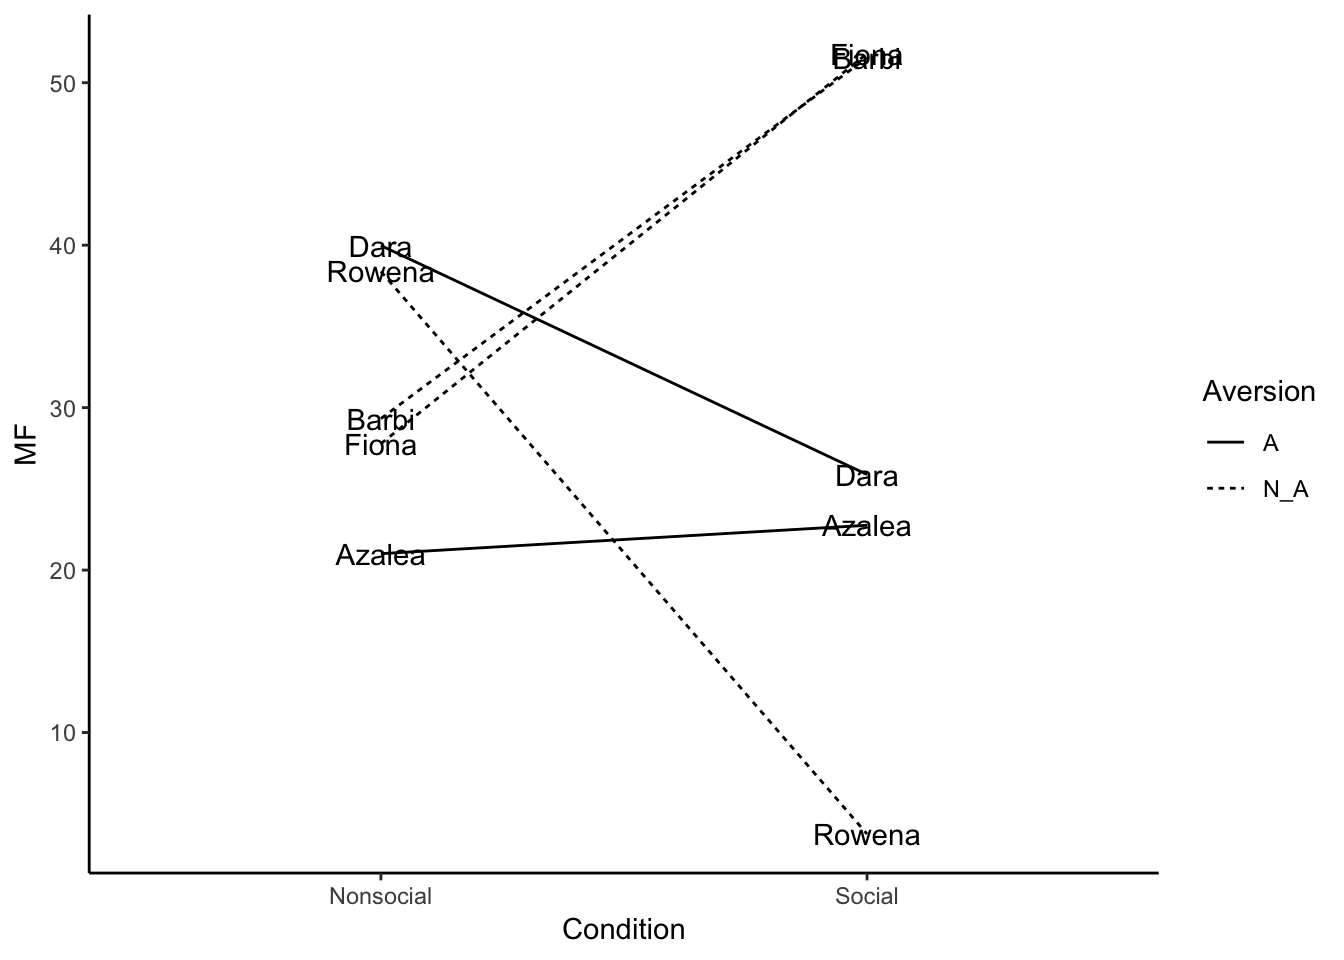 50
40
30
20
10
MF
Fiona
Barbi
Dara
Rowena
Barbi
Fiona
Azalea
Dara
Azalea
Rowena
Nonsocial
Social
Condition
Aversion
A
N_A